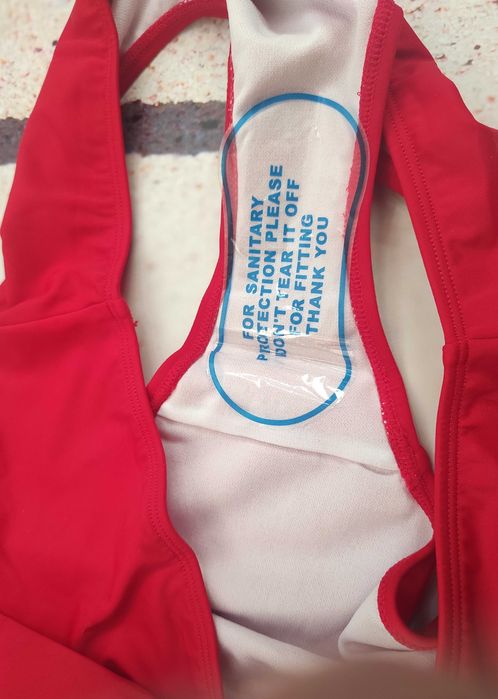 FOR SANITARY
PROTECTION PLEASE
DON'T TEAR IT OFF
FOR FITTING
THANK YOU